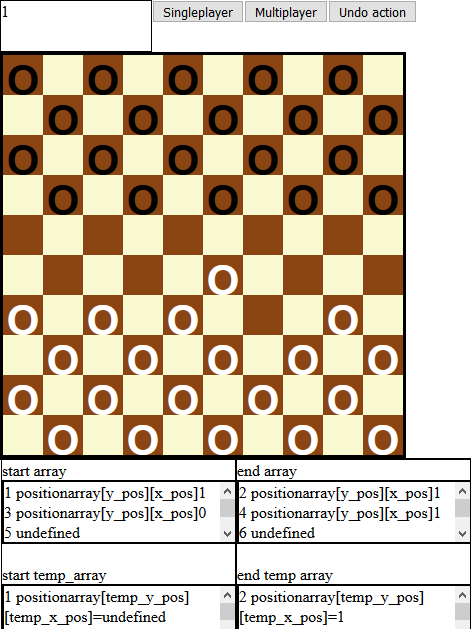 1
Singleplayer Multiplayer Undo action
O O O O O
O O O O O
O O O O O
O O O O O
O
O O O O
O O O O O
O O O O O
O O O O O
start array
1 positionarray[y_pos][x_pos]1
3 positionarray[y_pos][x_pos]0
5 undefined
end array
2 positionarray[y_pos][x_pos]1
4 positionarray[y_pos][x_pos]1
6 undefined
start temp_array
1 positionarray[temp_y_pos]
[temp_x_pos]=undefined
end temp array
2 positionarray[temp_y_pos]
[temp_x_pos]=1